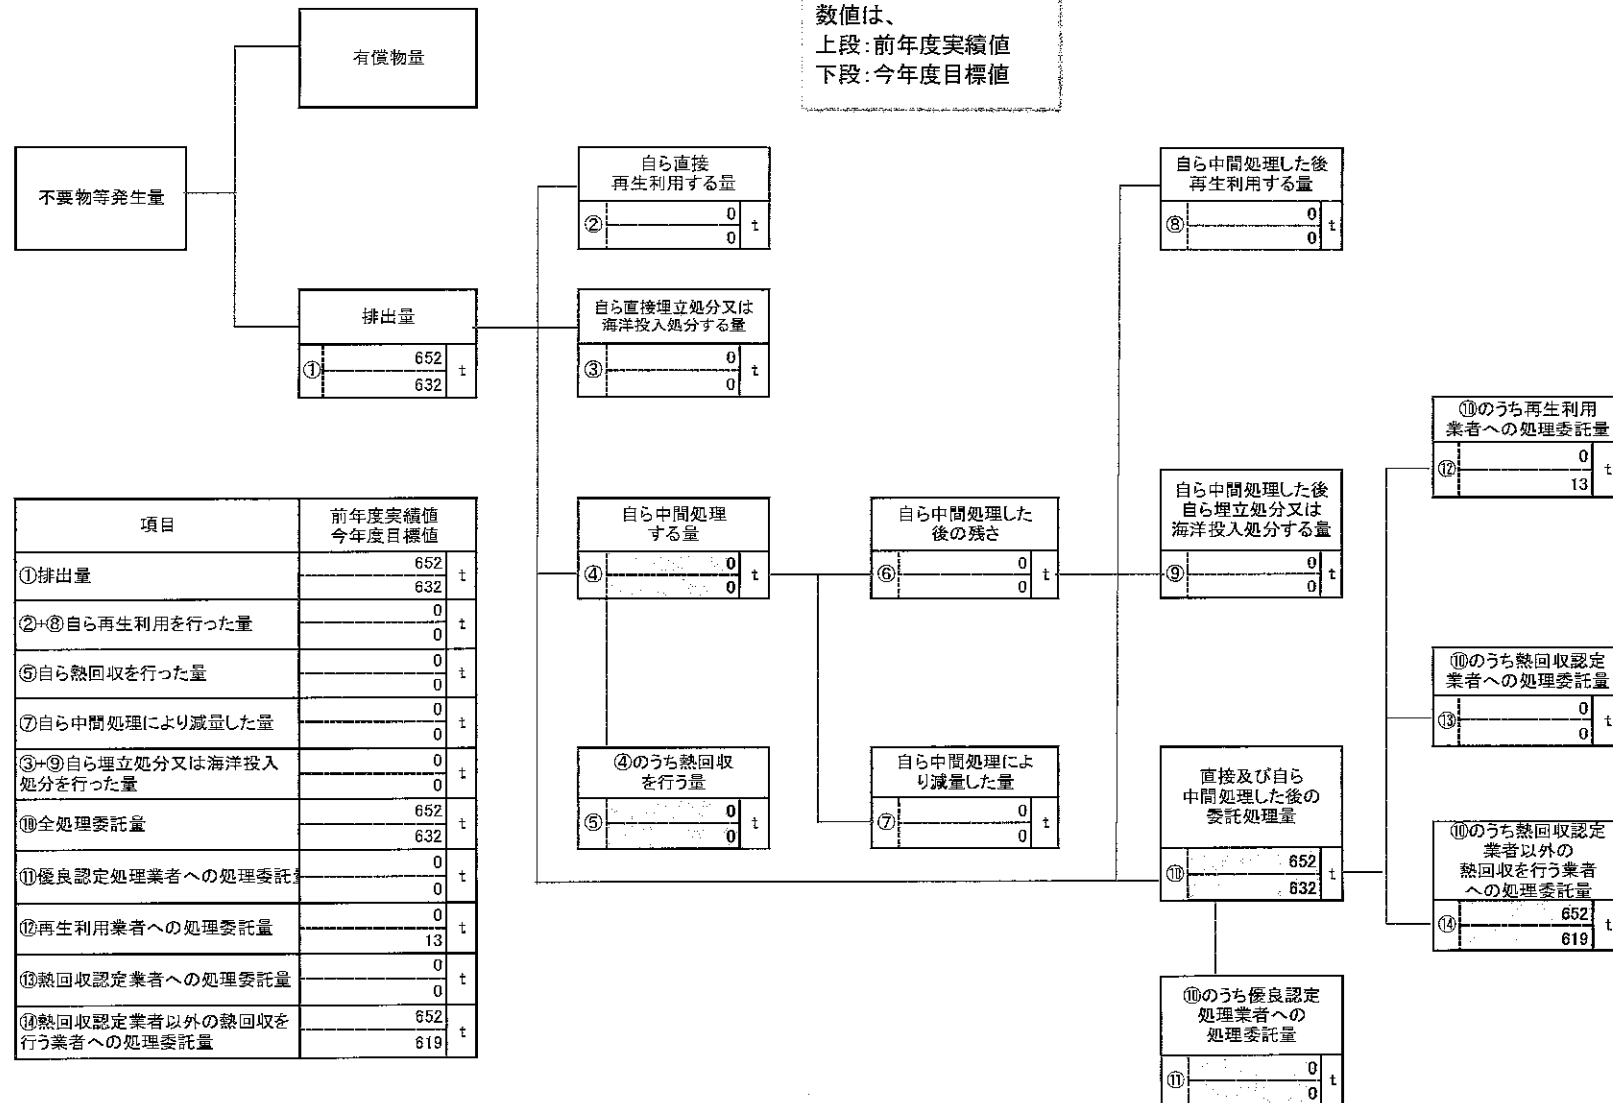 数値は、
上段：前年度実績値
下段：今年度目標値
有償物量
不要物等発生量
排出量
①
652
632
t
自ら直接
再生利用する量
②
0
0
t
自ら直接埋立処分又は
海洋投入処分する量
③
0
0
t
自ら中間処理
する量
④
0
0
t
④のうち熱回収
を行う量
⑤
0
0
t
自ら中間処理した
後の残さ
⑥
0
0
t
自ら中間処理によ
り減量した量
⑦
0
0
t
自ら中間処理した後
再生利用する量
⑧
0
0
t
自ら中間処理した後
自ら埋立処分又は
海洋投入処分する量
⑨
0
0
t
直接及び自ら
中間処理した後の
委託処理量
⑩
652
632
t
⑩のうち優良認定
処理業者への
処理委託量
⑪
0
0
t
⑩のうち再生利用
業者への処理委託量
⑫
0
13
t
⑩のうち熱回収認定
業者への処理委託量
⑬
0
0
t
⑩のうち熱回収認定
業者以外の
熱回収を行う業者
への処理委託量
⑭
652
619
t
項目
前年度実績値
今年度目標値
①排出量
652
632
t
②+⑧自ら再生利用を行った量
0
0
t
⑤自ら熱回収を行った量
0
0
t
⑦自ら中間処理により減量した量
0
0
t
③+⑨自ら埋立処分又は海洋投入
処分を行った量
0
0
t
⑩全処理委託量
652
632
t
⑪優良認定処理業者への処理委託
0
0
t
⑫再生利用業者への処理委託量
0
13
t
⑬熱回収認定業者への処理委託量
0
0
t
⑭熱回収認定業者以外の熱回収を
行う業者への処理委託量
652
619
t